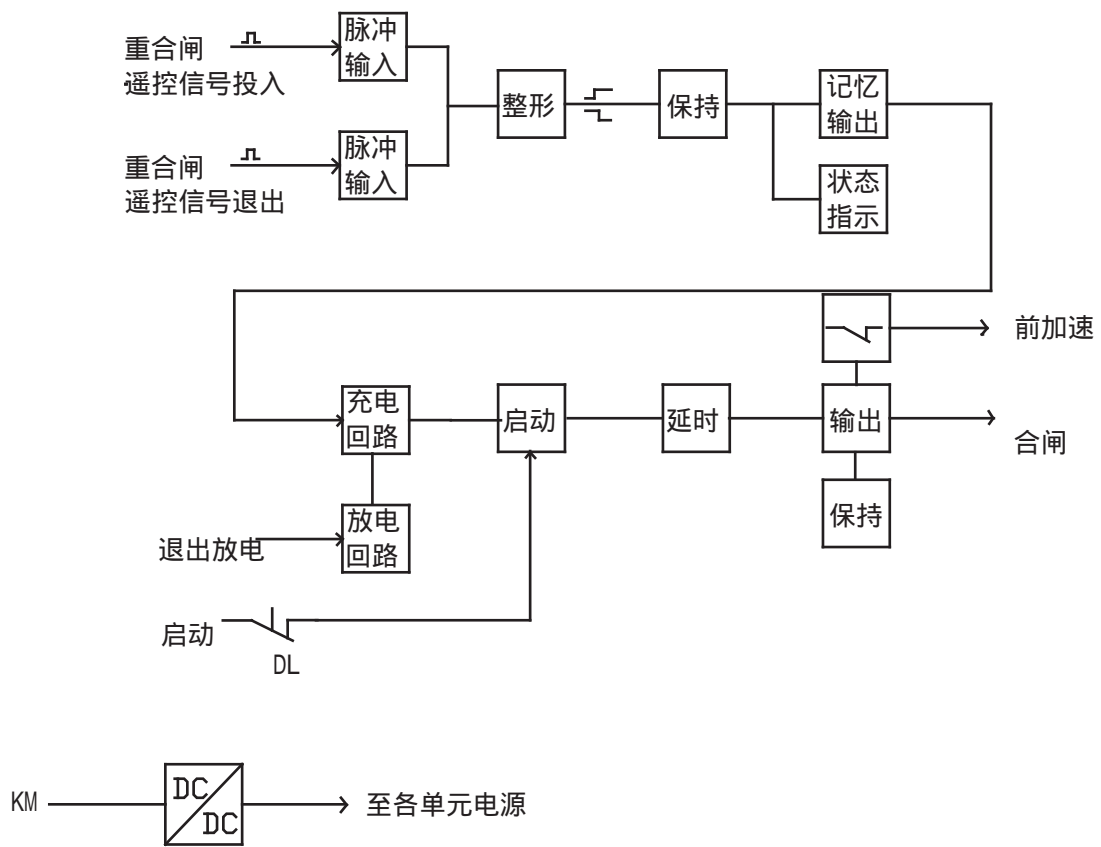 重合闸
遥控信号投入
脉冲
输入
整形
保持
记忆
输出
重合闸
遥控信号退出
脉冲
输入
状态
指示
前加速
充电
回路
启动
延时
输出
合闸
退出放电
放电
回路
保持
启动
DL
KM
DC
DC
至各单元电源